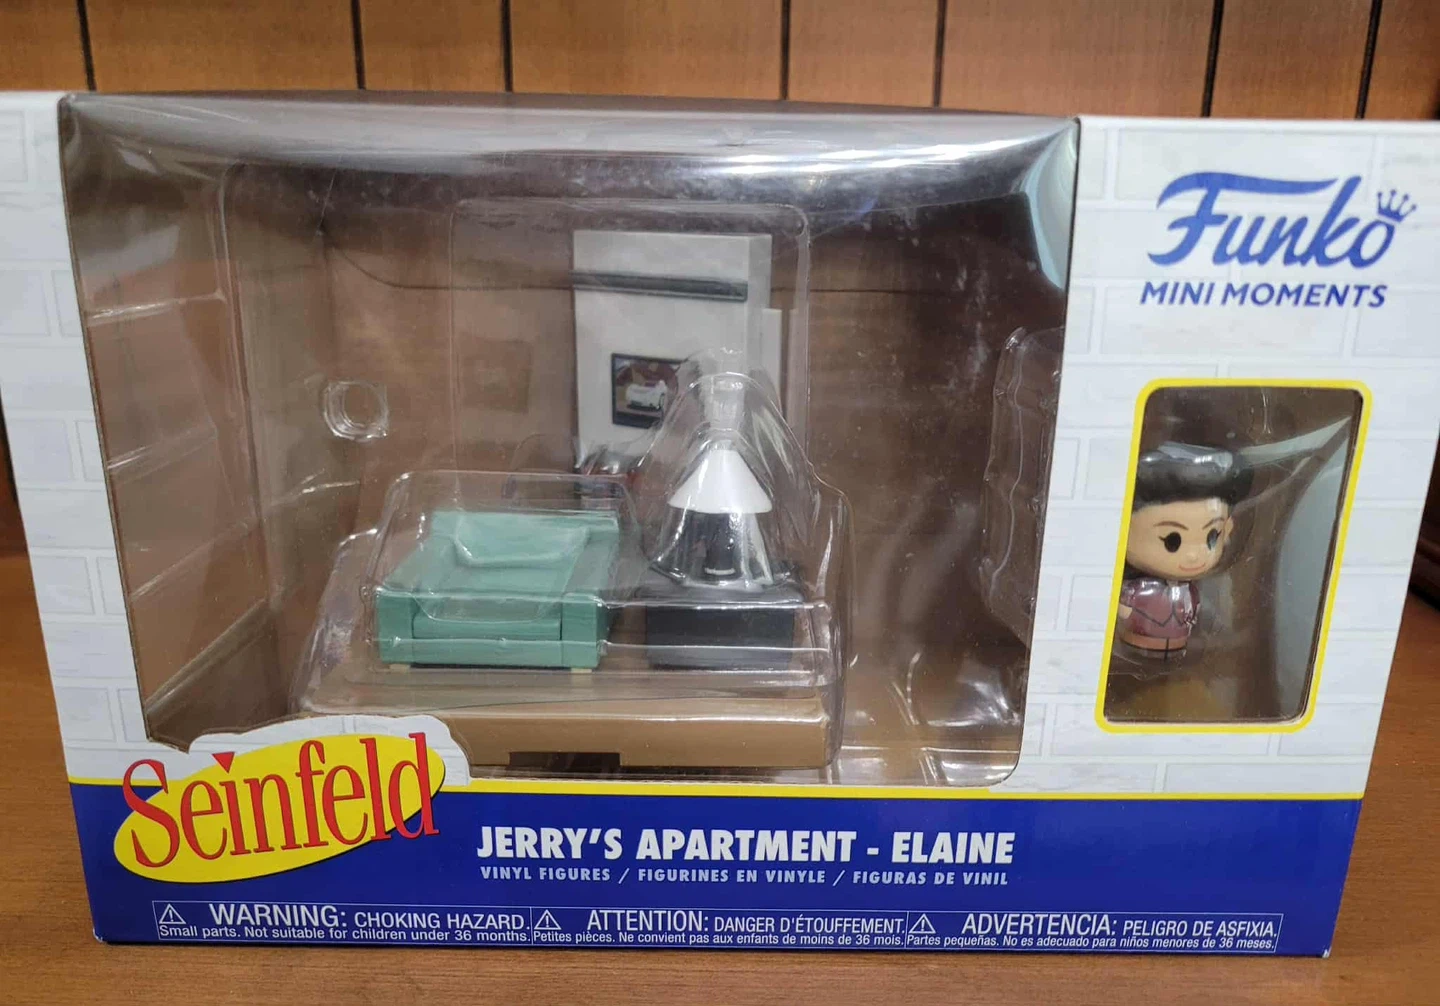 Funko
MINI MOMENTS
Seinfeld
JERRY'S APARTMENT - ELAINE
VINYL FIGURES / FIGURINES EN VINYLE / FIGURAS DE VINIL
WARNING: CHOKING HAZARD.
Small parts. Not suitable for children under 36 months.
ATTENTION: DANGER D'ÉTOUFFEMENT.
Petites pièces. Ne convient pas aux enfants de moins de 36 mois.
ADVERTENCIA: PELIGRO DE ASFIXIA.
Partes pequeñas. No es adecuado para niños menores de 36 meses.